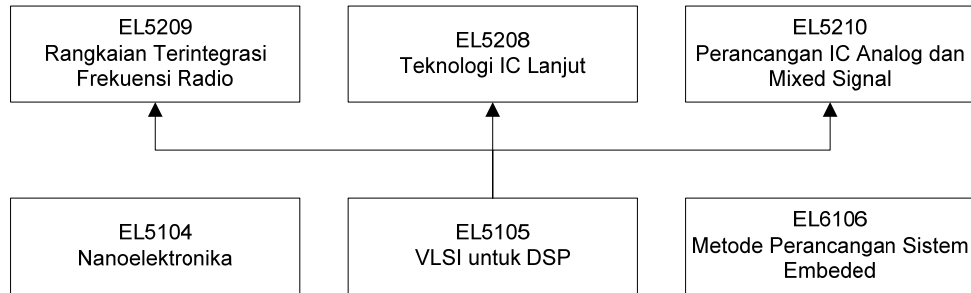 EL5209
Rangkaian Terintegrasi
Frekuensi Radio
EL5208
Teknologi IC Lanjut
EL5210
Perancangan IC Analog dan
Mixed Signal
EL5104
Nanoelektronika
EL5105
VLSI untuk DSP
EL6106
Metode Perancangan Sistem
Embeded